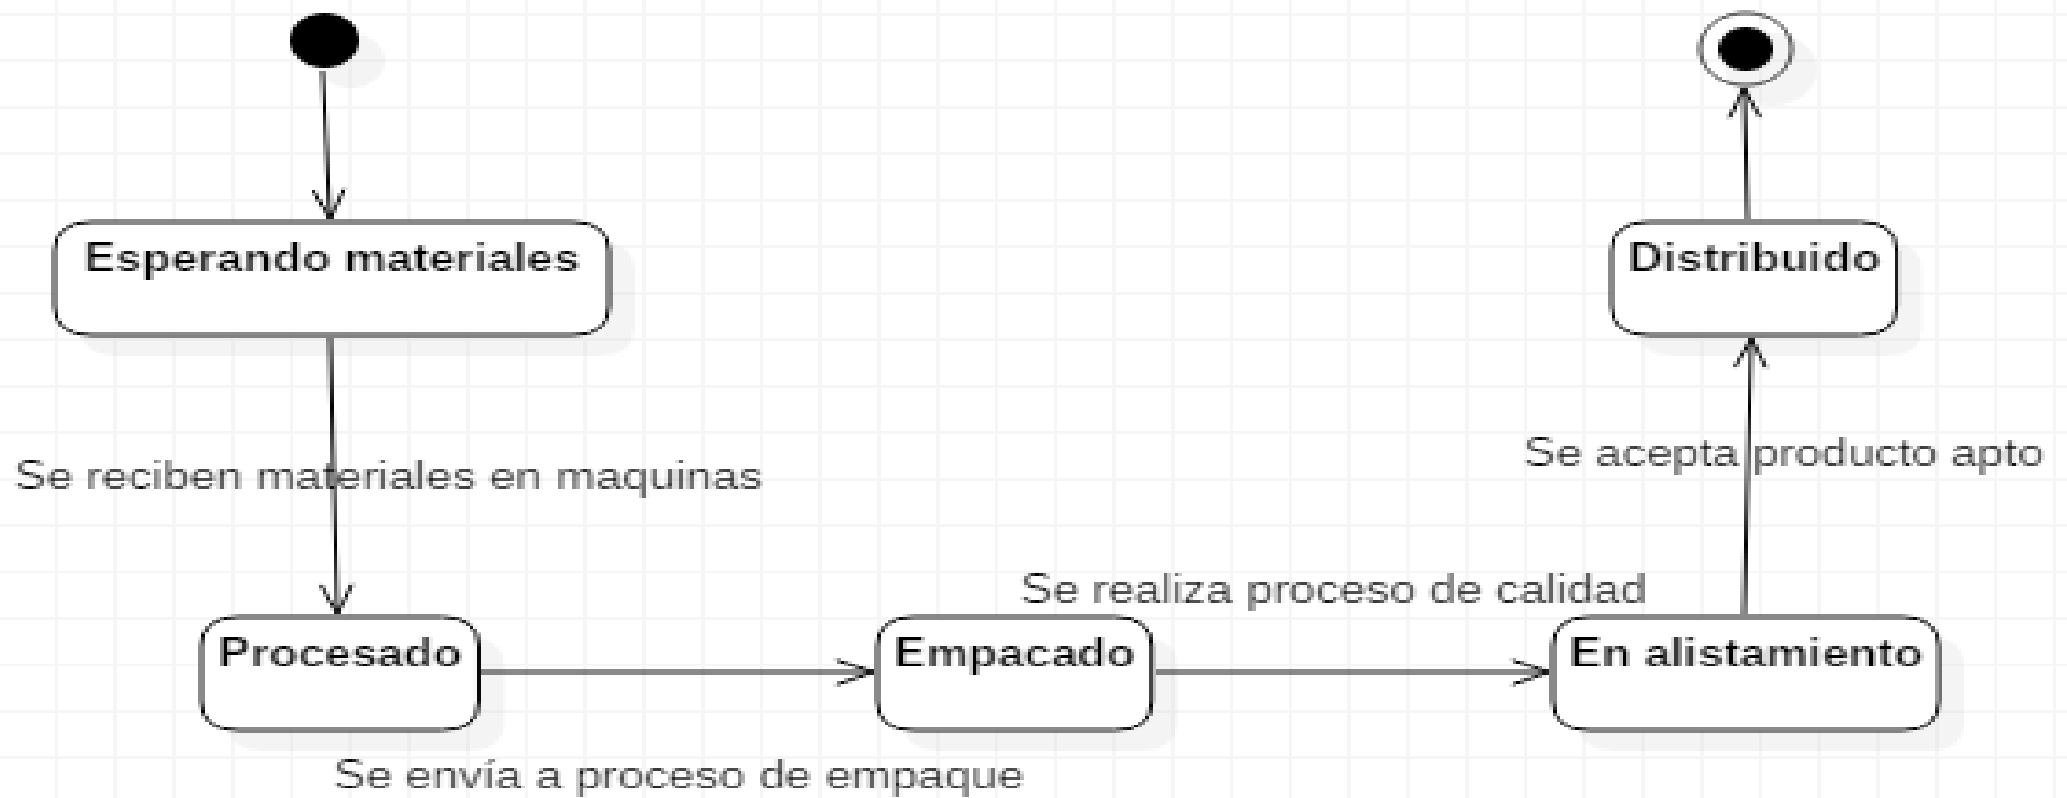 Esperando materiales
Distribuido
Se reciben materiales en maquinas
Se acepta producto apto
Se realiza proceso de calidad
Procesado
Empacado
En alistamiento
Se envía a proceso de empaque